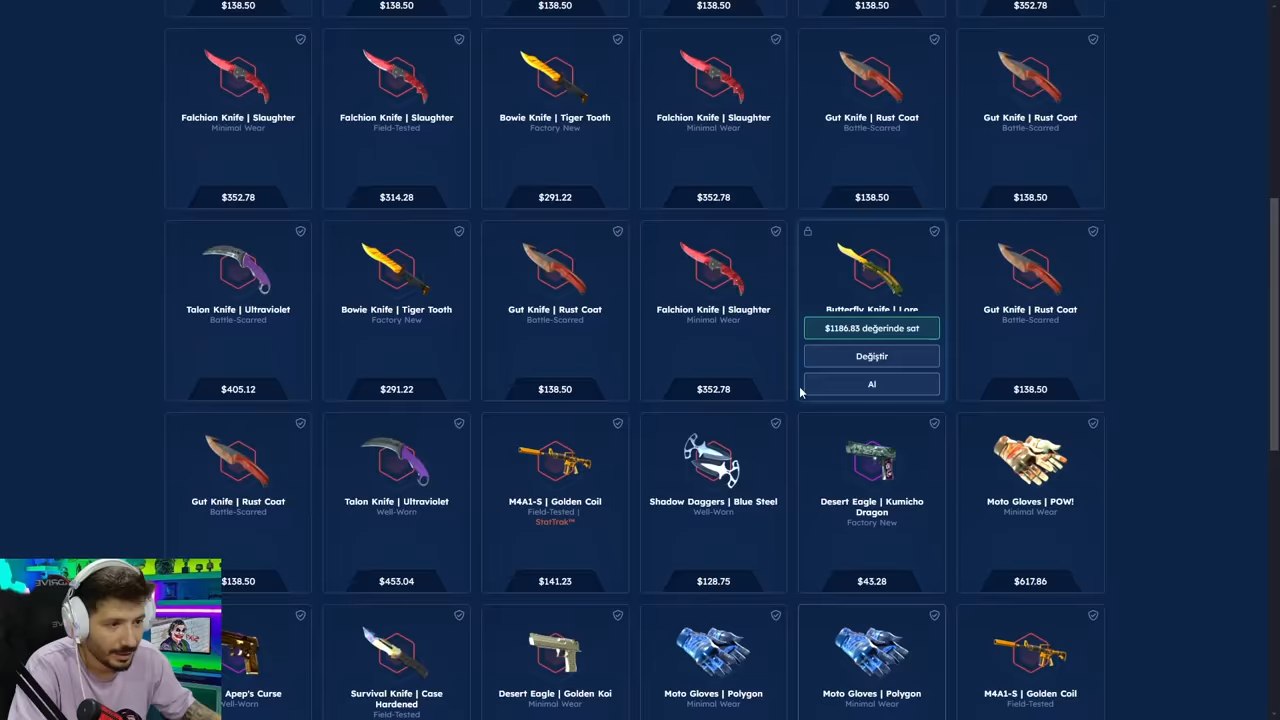 $138.50 $138.50 $138.50 $138.50 $138.50 $352.78
Falchion Knife | Slaughter
Minimal Wear
$352.78
Falchion Knife | Slaughter
Field-Tested
$314.28
Bowie Knife | Tiger Tooth
Factory New
$291.22
Falchion Knife | Slaughter
Minimal Wear
$352.78
Gut Knife | Rust Coat
Battle-Scarred
$138.50
Gut Knife | Rust Coat
Battle-Scarred
$138.50
Talon Knife | Ultraviolet
Battle-Scarred
$405.12
Bowie Knife | Tiger Tooth
Factory New
$291.22
Gut Knife | Rust Coat
Battle-Scarred
$138.50
Falchion Knife | Slaughter
Minimal Wear
$352.78
Butterfly Knife | Lore
$1186.83 değerinde sat
Değiştir
Al
Gut Knife | Rust Coat
Battle-Scarred
$138.50
Gut Knife | Rust Coat
Battle-Scarred
$138.50
Talon Knife | Ultraviolet
Well-Worn
$453.04
M4A1-S | Golden Coil
Field-Tested |
StatTrak™
$141.23
Shadow Daggers | Blue Steel
Well-Worn
$128.75
Desert Eagle | Kumicho
Dragon
Factory New
$43.28
Moto Gloves | POW!
Minimal Wear
$617.86
Apep's Curse
Well-Worn
Survival Knife | Case
Hardened
Field-Tested
Desert Eagle | Golden Koi
Minimal Wear
Moto Gloves | Polygon
Minimal Wear
Moto Gloves | Polygon
Minimal Wear
M4A1-S | Golden Coil
Field-Tested